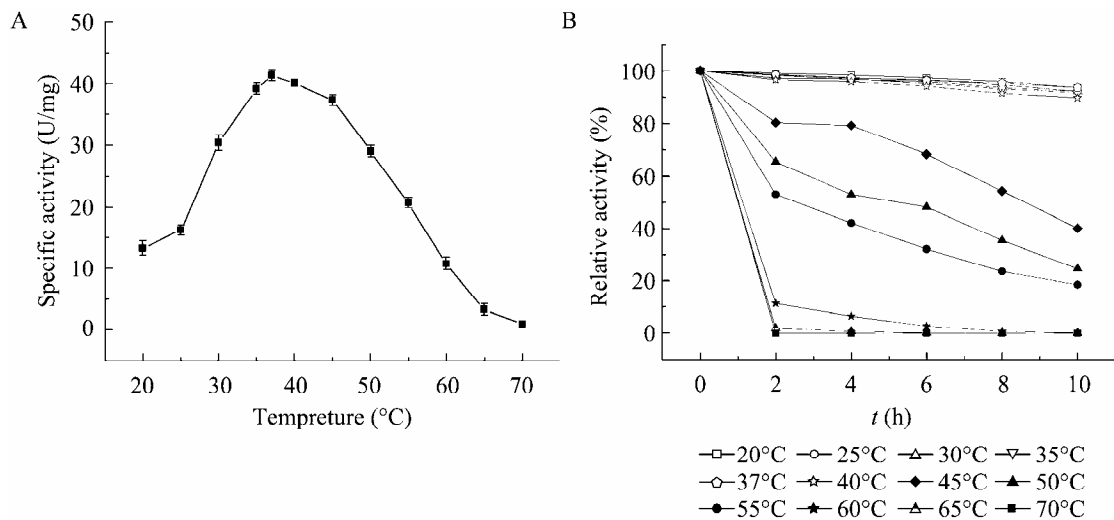 A
Specific activity (U/mg)
50
40
30
20
10
0
20 30 40 50 60 70
Tempreture (°C)
B
Relative activity (%)
100
80
60
40
20
0
0 2 4 6 8 10
t (h)
20°C 25°C 30°C 35°C
37°C 40°C 45°C 50°C
55°C 60°C 65°C 70°C